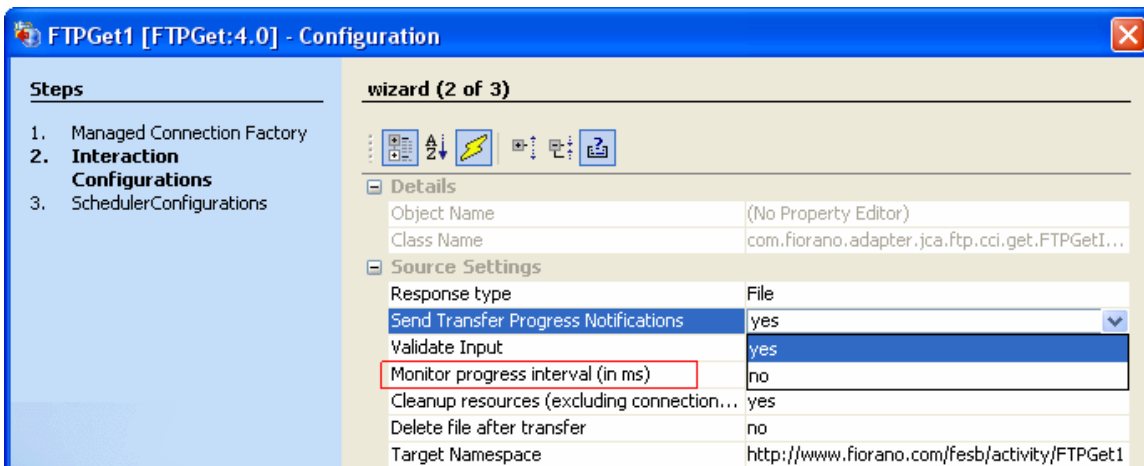 FTPGet1 [FTPGet:4.0] - Configuration
Steps
1. Managed Connection Factory
2. Interaction
Configurations
3. SchedulerConfigurations
wizard (2 of 3)
Details
Object Name (No Property Editor)
Class Name com.fiorano.adapter.jca.ftp.cci.get.FTPGetI...
Source Settings
Response type File
Send Transfer Progress Notifications yes
Validate Input yes
Monitor progress interval (in ms) no
Cleanup resources (excluding connection... yes
Delete file after transfer no
Target Namespace http://www.fiorano.com/fesb/activity/FTPGet1